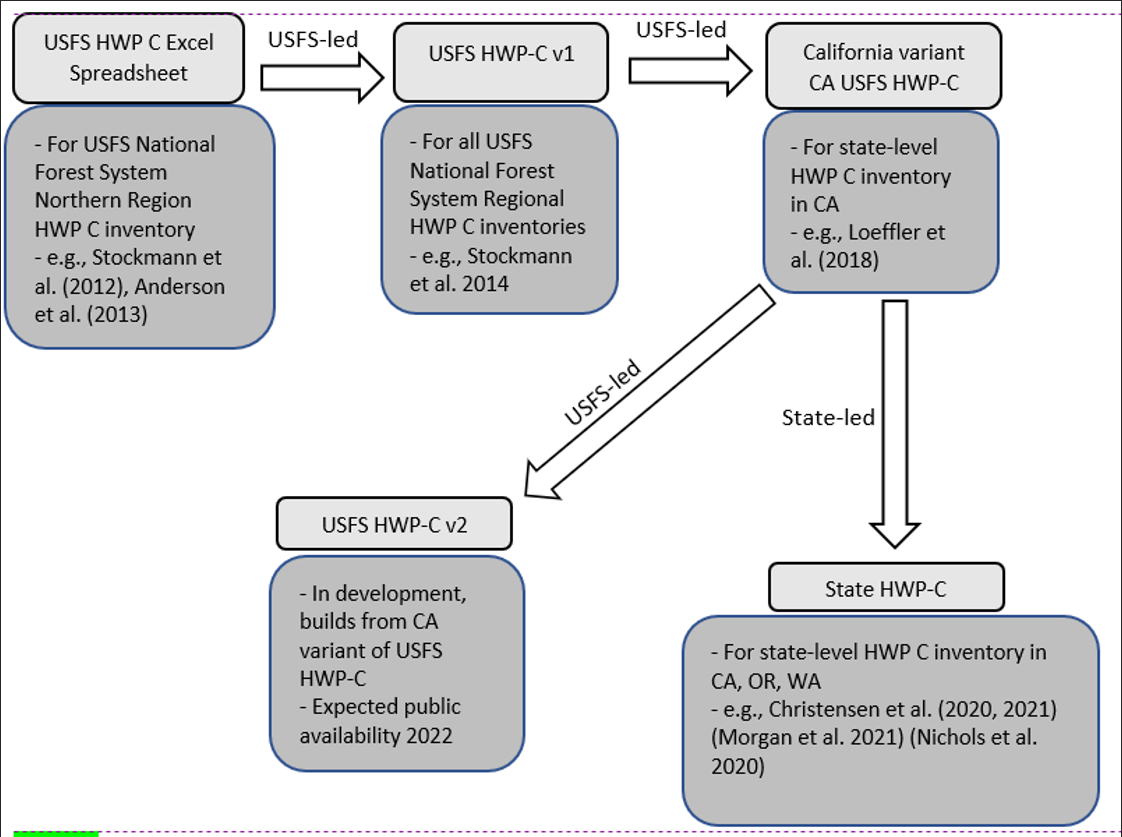 USFS HWP C Excel
Spreadsheet
USFS-led
USFS HWP-C v1
USFS-led
California variant
CA USFS HWP-C
- For USFS National
Forest System
Northern Region
HWP C inventory
- e.g., Stockmann et
al. (2012), Anderson
et al. (2013)
- For all USFS
National Forest
System Regional
HWP C inventories
- e.g., Stockmann
et al. 2014
- For state-level
HWP C inventory
in CA
- e.g., Loeffler et
al. (2018)
USFS-led
State-led
USFS HWP-C v2
- In development,
builds from CA
variant of USFS
HWP-C
- Expected public
availability 2022
State HWP-C
- For state-level HWP C inventory in
CA, OR, WA
- e.g., Christensen et al. (2020, 2021)
(Morgan et al. 2021) (Nichols et al.
2020)